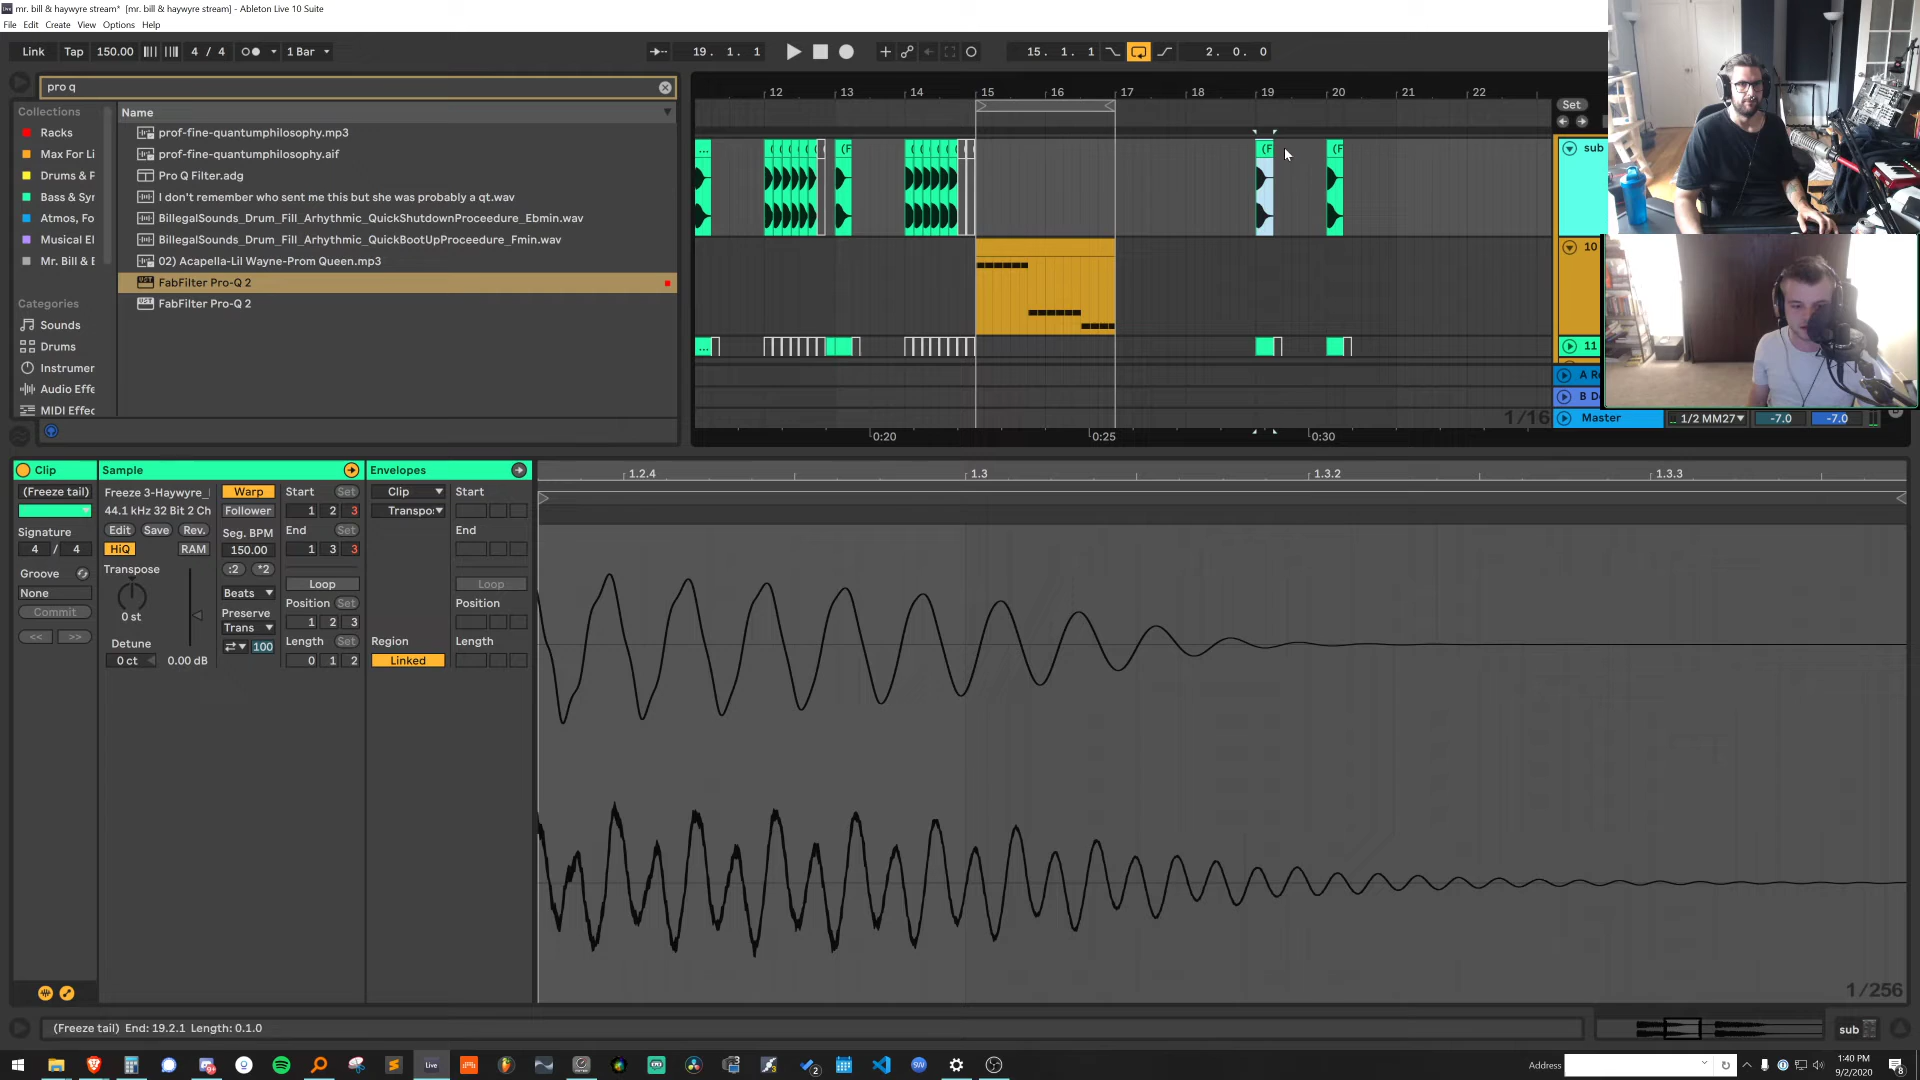 mr. bill & haywyre stream* [mr. bill & haywyre stream] - Ableton Live 10 Suite
File Edit Create View Options Help
Link Tap 150.00 4 / 4 1 Bar 19. 1. 1 15. 1. 1 2. 0. 0
pro q
Collections
Racks
Max For Li
Drums & P
Bass & Syr
Atmos, Fo
Musical El
Mr. Bill & E
Categories
Sounds
Drums
Instrumer
Audio Effe
MIDI Effec
Name
prof-fine-quantumphilosophy.mp3
prof-fine-quantumphilosophy.aif
Pro Q Filter.adg
I don't remember who sent me this but she was probably a qt.wav
BillegalSounds_Drum_Fill_Arhythmic_QuickShutdownProceedure_Ebmin.wav
BillegalSounds_Drum_Fill_Arhythmic_QuickBootUpProceedure_Fmin.wav
02) Acapella-Lil Wayne-Prom Queen.mp3
FabFilter Pro-Q 2
FabFilter Pro-Q 2
12 13 14 15 16 17 18 19 20 21 22
Set
sub
10
11
A Re
B De
Master 1/2 MM27 -7.0 -7.0
1/16
0:20 0:25 0:30
Clip
(Freeze tail)
Signature
4 / 4
Groove
None
Commit
<< >>
Sample
Freeze 3-Haywyre_
44.1 kHz 32 Bit 2 Ch
Edit Save Rev.
HiQ RAM
Transpose
0 st
Detune
0 ct 0.00 dB
Warp
Follower
Seg. BPM
150.00
:2 *2
Beats
Preserve
Trans
100
Start Set
1 2 3
End Set
1 3 3
Loop
Position Set
1 2 3
Length Set
0 1 2
Envelopes
Clip
Transpo
Region
Linked
Start
End
Loop
Position
Length
1.2.4 1.3 1.3.2 1.3.3
1/256
(Freeze tail) End: 19.2.1 Length: 0.1.0
sub
Address
1:40 PM
9/2/2020